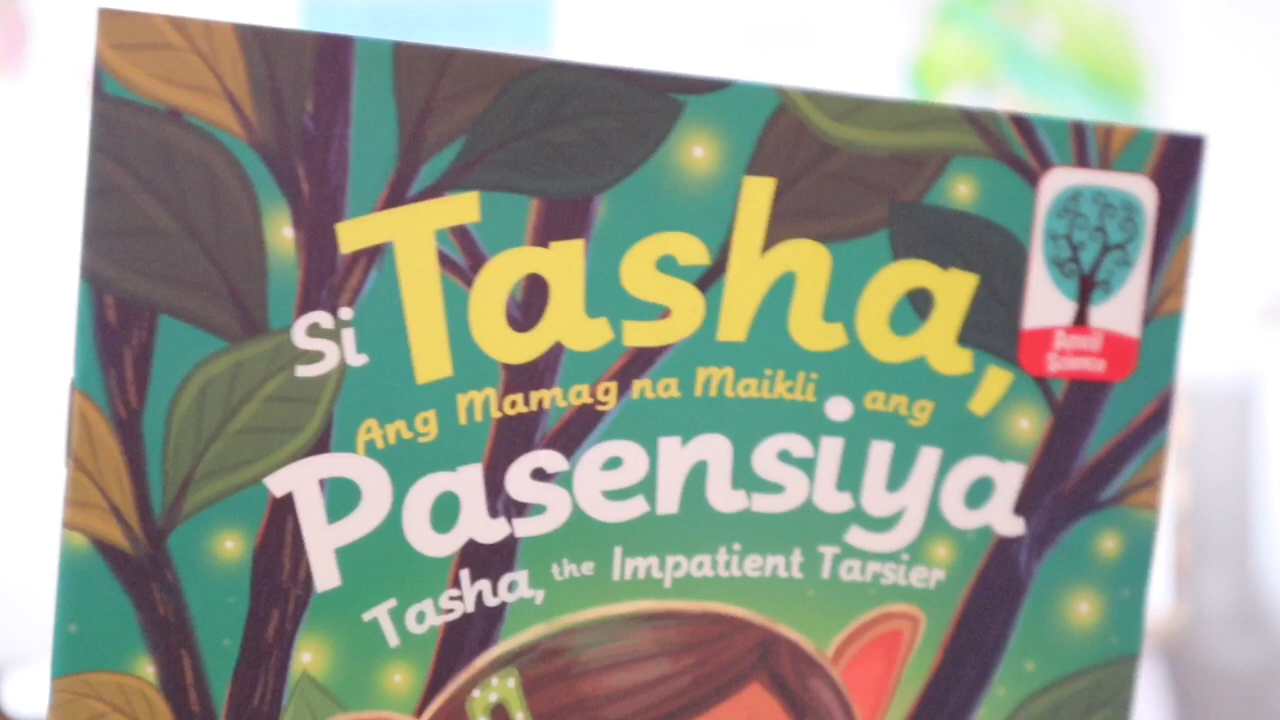 Si Tasha,
Ang Mamag na Maikli ang
Pasensiya
Tasha, the Impatient Tarsier